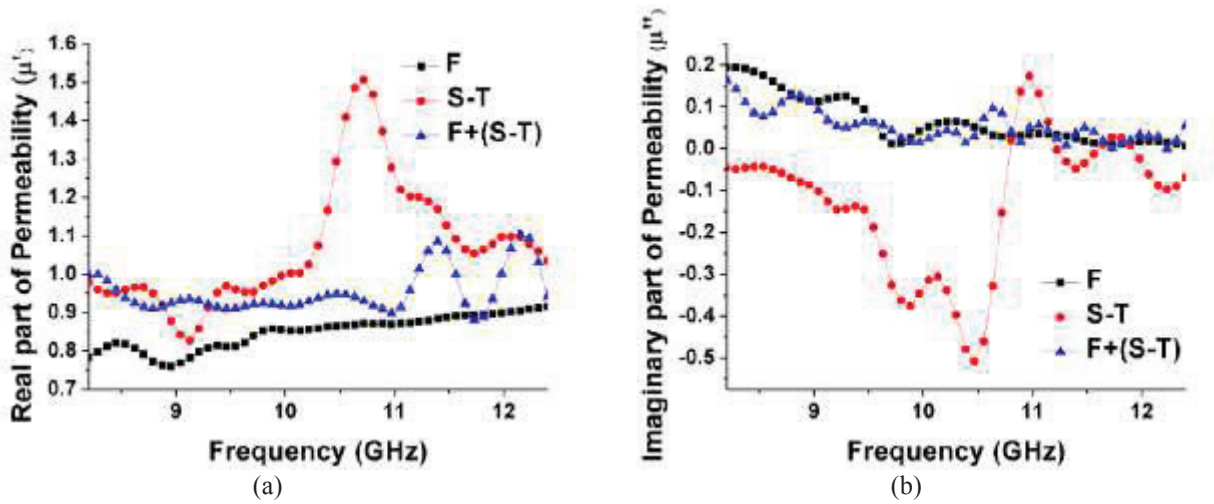 Real part of Permeability (μ')
1.6
1.5
1.4
1.3
1.2
1.1
1.0
0.9
0.8
0.7
F
S-T
F+(S-T)
9 10 11 12
Frequency (GHz)
(a)
Imaginary part of Permeability (μ")
0.2
0.1
0.0
-0.1
-0.2
-0.3
-0.4
-0.5
F
S-T
F+(S-T)
9 10 11 12
Frequency (GHz)
(b)